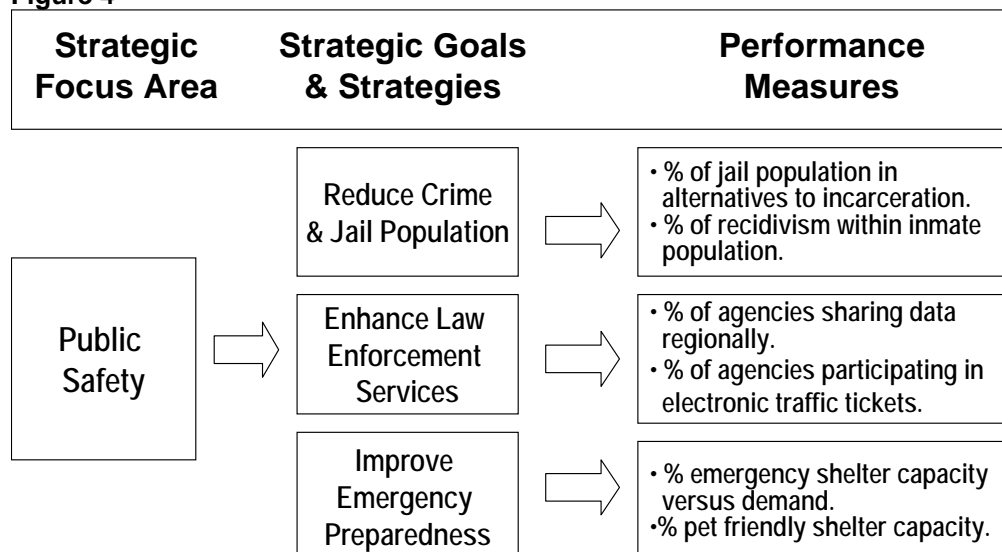 Figure 4
Strategic
Focus Area
Strategic Goals
& Strategies
Performance
Measures
Public
Safety
Reduce Crime
& Jail Population
• % of jail population in
alternatives to incarceration.
• % of recidivism within inmate
population.
Enhance Law
Enforcement
Services
• % of agencies sharing data
regionally.
• % of agencies participating in
electronic traffic tickets.
Improve
Emergency
Preparedness
• % emergency shelter capacity
versus demand.
•% pet friendly shelter capacity.